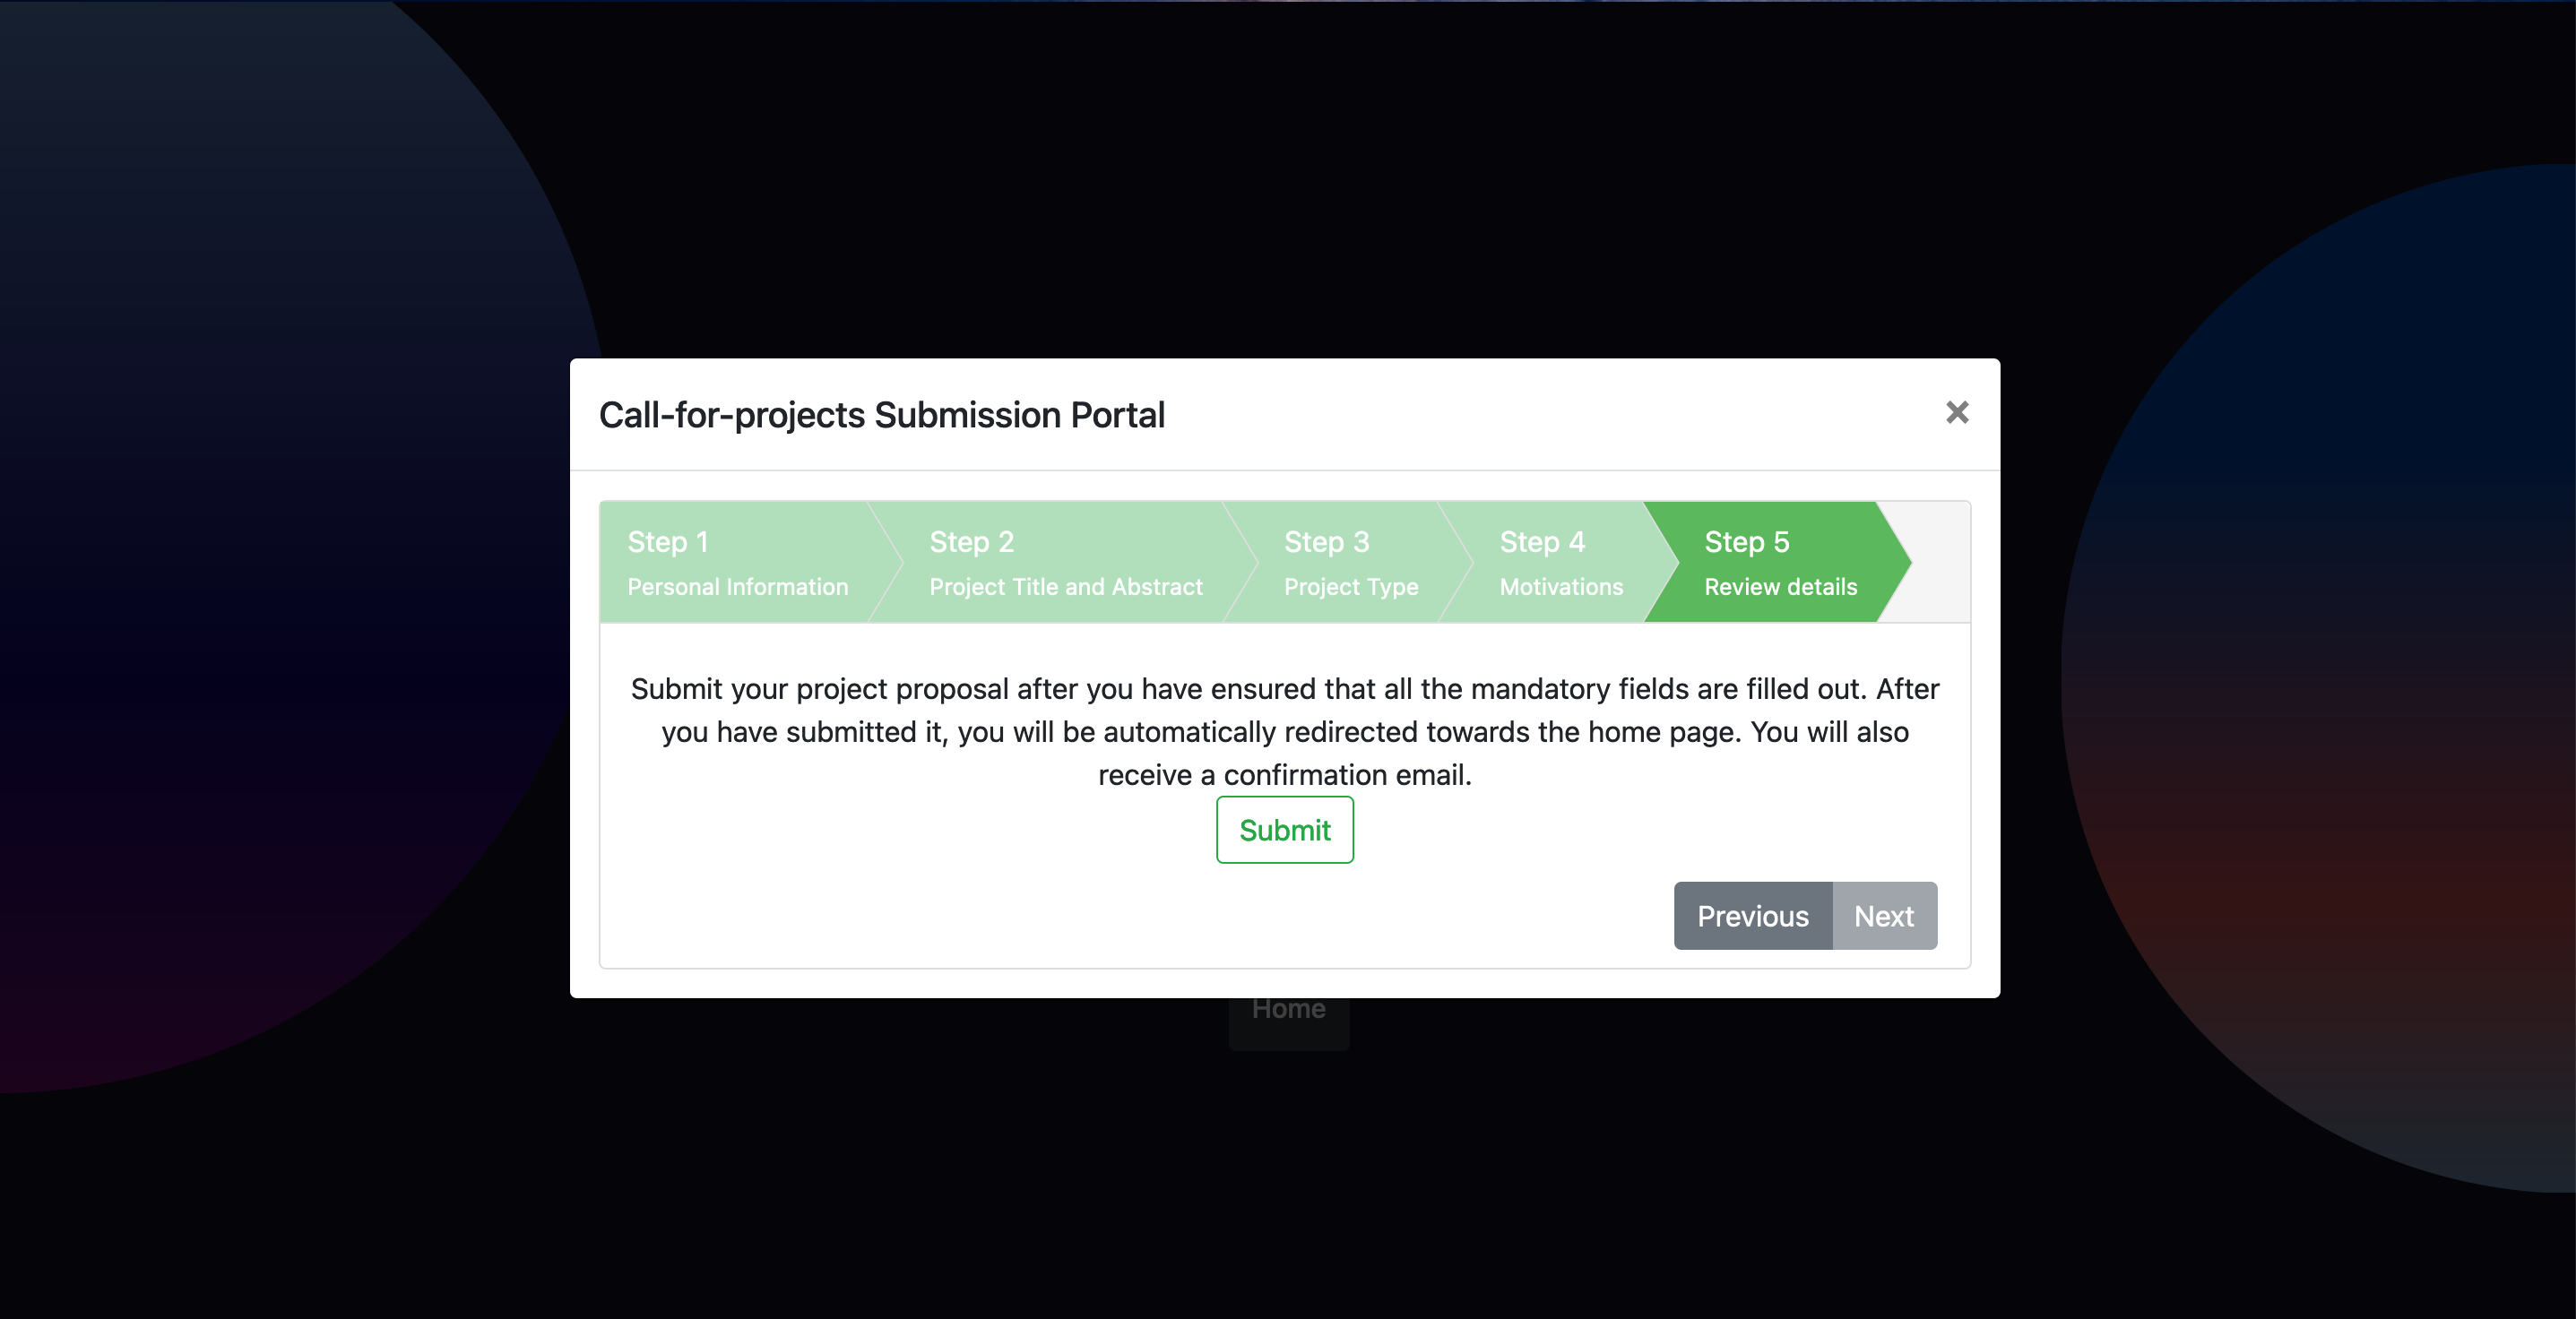 Call-for-projects Submission Portal ×
Step 1 Step 2 Step 3 Step 4 Step 5
Personal Information Project Title and Abstract Project Type Motivations Review details
Submit your project proposal after you have ensured that all the mandatory fields are filled out. After
you have submitted it, you will be automatically redirected towards the home page. You will also
receive a confirmation email.
Submit
Previous Next
Home